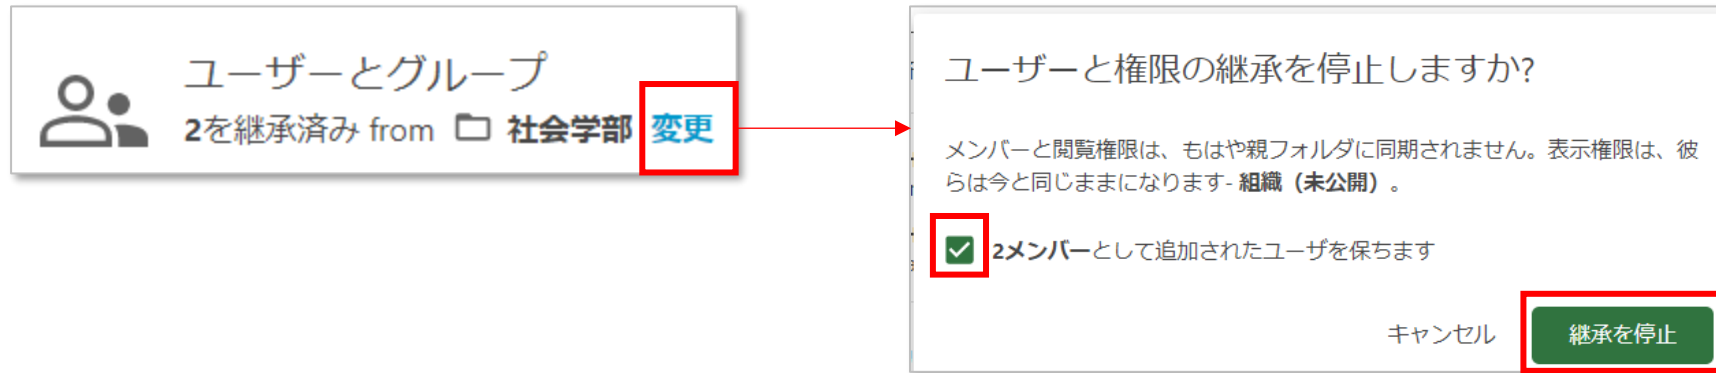 ユーザーとグループ
2を継承済み from 社会学部 変更
ユーザーと権限の継承を停止しますか?
メンバーと閲覧権限は、もはや親フォルダに同期されません。表示権限は、彼
らは今と同じままになります- 組織（未公開）。
2メンバーとして追加されたユーザを保ちます
キャンセル
継承を停止